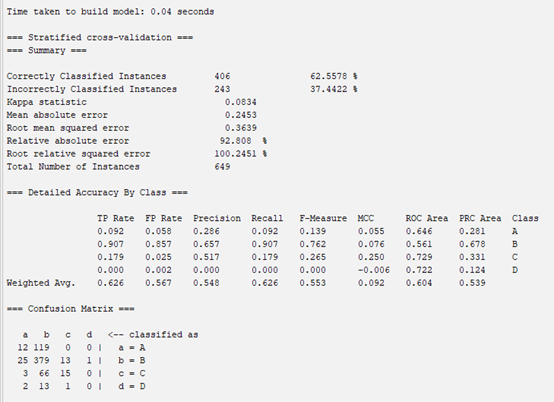 Time taken to build model: 0.04 seconds
=== Stratified cross-validation ===
=== Summary ===
Correctly Classified Instances 406 62.5578 %
Incorrectly Classified Instances 243 37.4422 %
Kappa statistic 0.0834
Mean absolute error 0.2453
Root mean squared error 0.3639
Relative absolute error 92.808 %
Root relative squared error 100.2451 %
Total Number of Instances 649
=== Detailed Accuracy By Class ===
TP Rate FP Rate Precision Recall F-Measure MCC ROC Area PRC Area Class
0.092 0.058 0.286 0.092 0.139 0.055 0.646 0.281 A
0.907 0.857 0.657 0.907 0.762 0.076 0.561 0.678 B
0.179 0.025 0.517 0.179 0.265 0.250 0.729 0.331 C
0.000 0.002 0.000 0.000 0.000 -0.006 0.722 0.124 D
Weighted Avg. 0.626 0.567 0.548 0.626 0.553 0.092 0.604 0.539
=== Confusion Matrix ===
a b c d <-- classified as
12 119 0 0 | a = A
25 379 13 1 | b = B
3 66 15 0 | c = C
2 13 1 0 | d = D